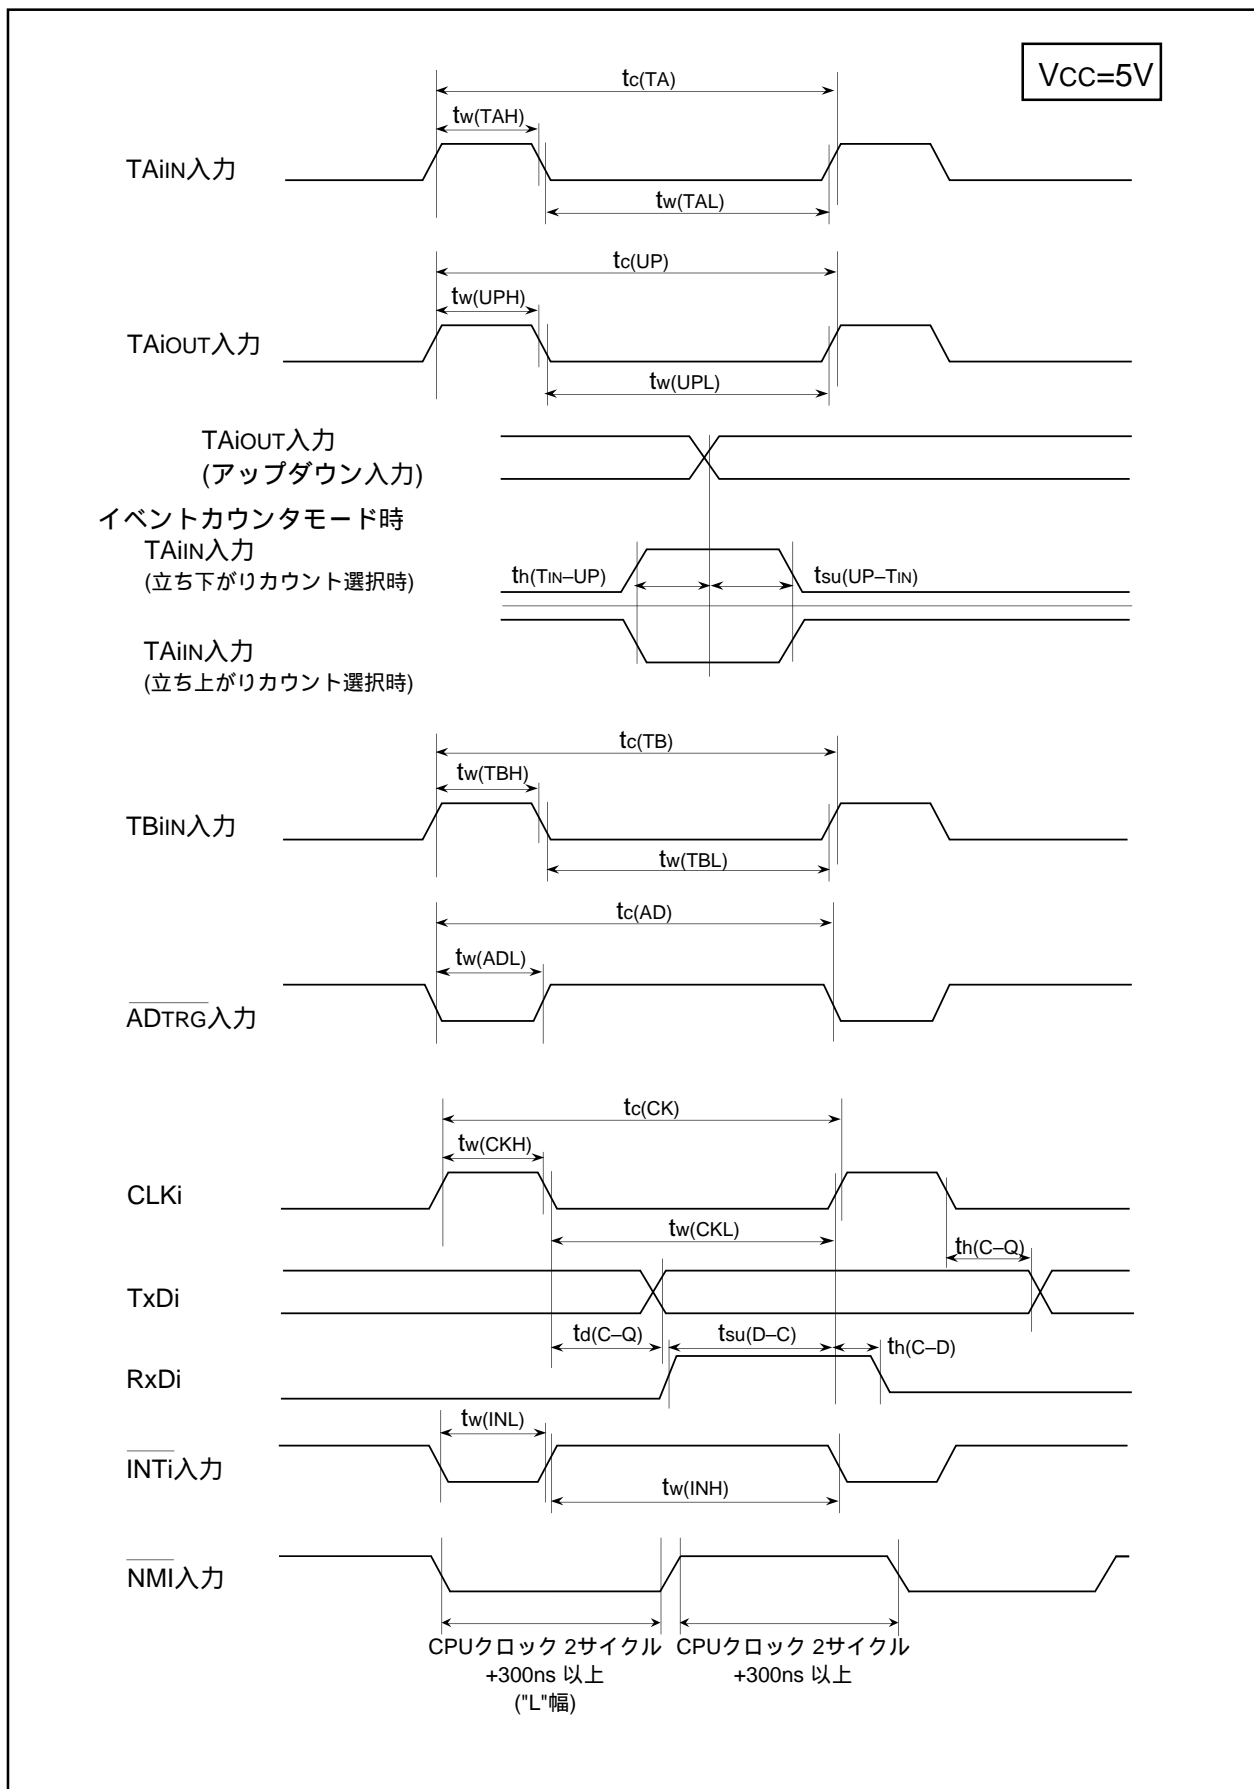 VCC=5V
tc(TA)
tw(TAH)
TAiIN入力
tw(TAL)
tc(UP)
tw(UPH)
TAiOUT入力
tw(UPL)
TAiOUT入力
(アップダウン入力)
イベントカウンタモード時
TAiIN入力
(立ち下がりカウント選択時)
th(TIN–UP)
tsu(UP–TIN)
TAiIN入力
(立ち上がりカウント選択時)
tc(TB)
tw(TBH)
TBiIN入力
tw(TBL)
tc(AD)
tw(ADL)
ADTRG入力
tc(CK)
tw(CKH)
CLKi
tw(CKL)
th(C–Q)
TxDi
td(C–Q)
tsu(D–C)
th(C–D)
RxDi
tw(INL)
INTi入力
tw(INH)
NMI入力
CPUクロック 2サイクル
+300ns 以上
("L"幅)
CPUクロック 2サイクル
+300ns 以上